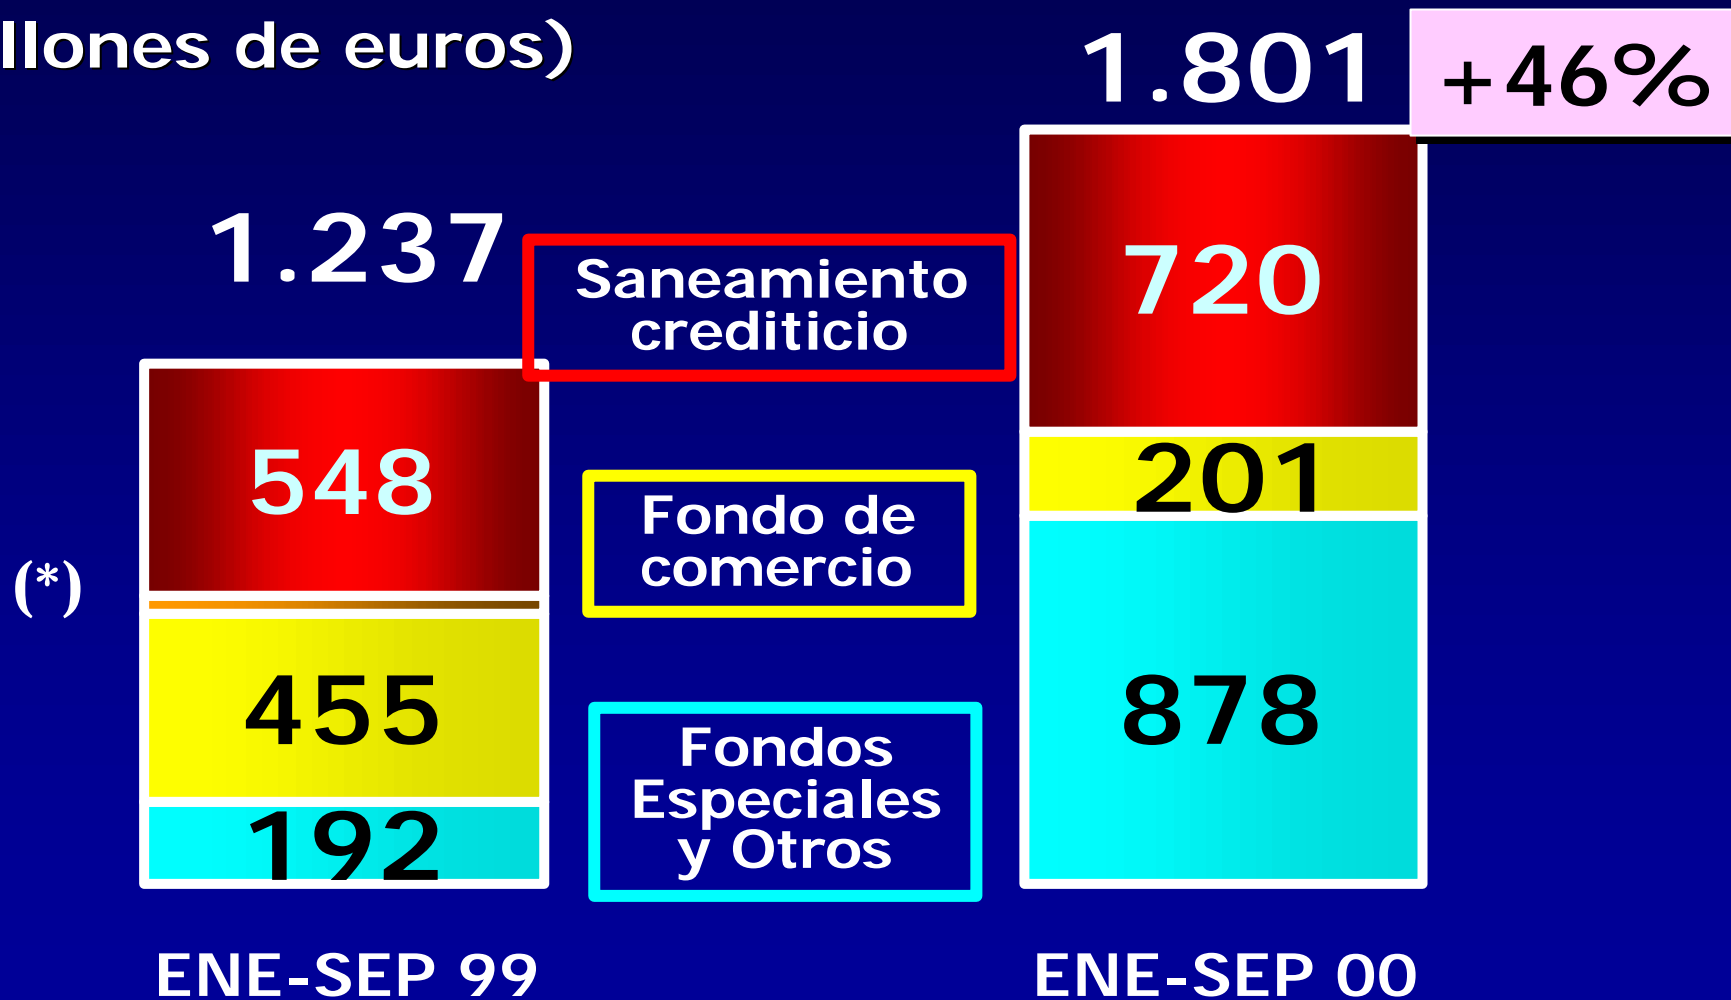 llones de euros)
1.801
+46%
1.237
Saneamiento
crediticio
720
548
201
Fondo de
comercio
(*)
455
878
Fondos
Especiales
y Otros
192
ENE-SEP 99
ENE-SEP 00